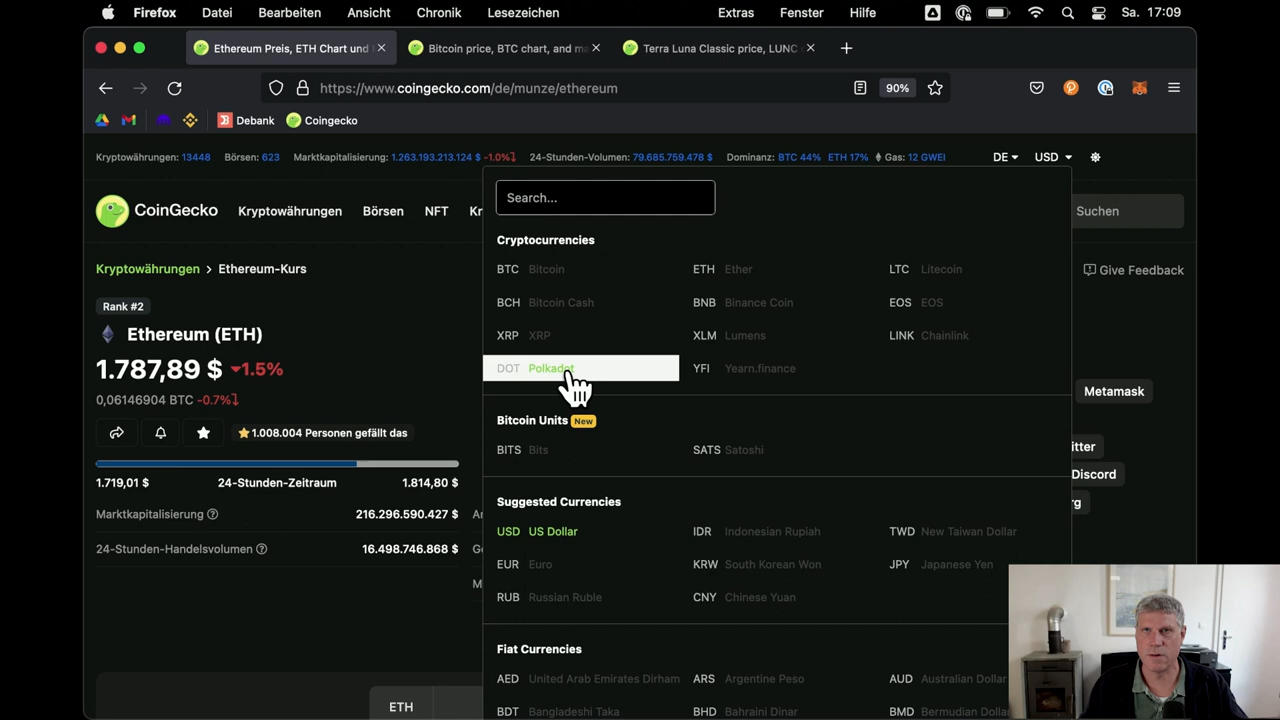 Firefox Datei Bearbeiten Ansicht Chronik Lesezeichen Extras Fenster Hilfe Sa. 17:09
Ethereum Preis, ETH Chart und Bitcoin price, BTC chart, and ma Terra Luna Classic price, LUNC
https://www.coingecko.com/de/munze/ethereum 90%
Debank Coingecko
Kryptowährungen: 13448 Börsen: 623 Marktkapitalisierung: 1.263.193.213.124 $ -1.0% 24-Stunden-Volumen: 79.685.759.478 $ Dominanz: BTC 44% ETH 17% Gas: 12 GWEI DE USD
Search...
CoinGecko Kryptowährungen Börsen NFT Kr Suchen
Cryptocurrencies
Kryptowährungen > Ethereum-Kurs
BTC Bitcoin ETH Ether LTC Litecoin
Give Feedback
Rank #2
BCH Bitcoin Cash BNB Binance Coin EOS EOS
Ethereum (ETH)
XRP XRP XLM Lumens LINK Chainlink
1.787,89 $ -1.5%
DOT Polkadot YFI Yearn.finance
0,06146904 BTC -0.7%
Metamask
1.008.004 Personen gefällt das
Bitcoin Units New
itter
BITS Bits SATS Satoshi
1.719,01 $ 24-Stunden-Zeitraum 1.814,80 $
Discord
Suggested Currencies
rg
Marktkapitalisierung 216.296.590.427 $ A
USD US Dollar IDR Indonesian Rupiah TWD New Taiwan Dollar
24-Stunden-Handelsvolumen 16.498.746.868 $ G
EUR Euro KRW South Korean Won JPY Japanese Yen
M
RUB Russian Ruble CNY Chinese Yuan
Fiat Currencies
AED United Arab Emirates Dirham ARS Argentine Peso AUD Australian Dollar
ETH
BDT Bangladeshi Taka BHD Bahraini Dinar BMD Bermudian Dollar